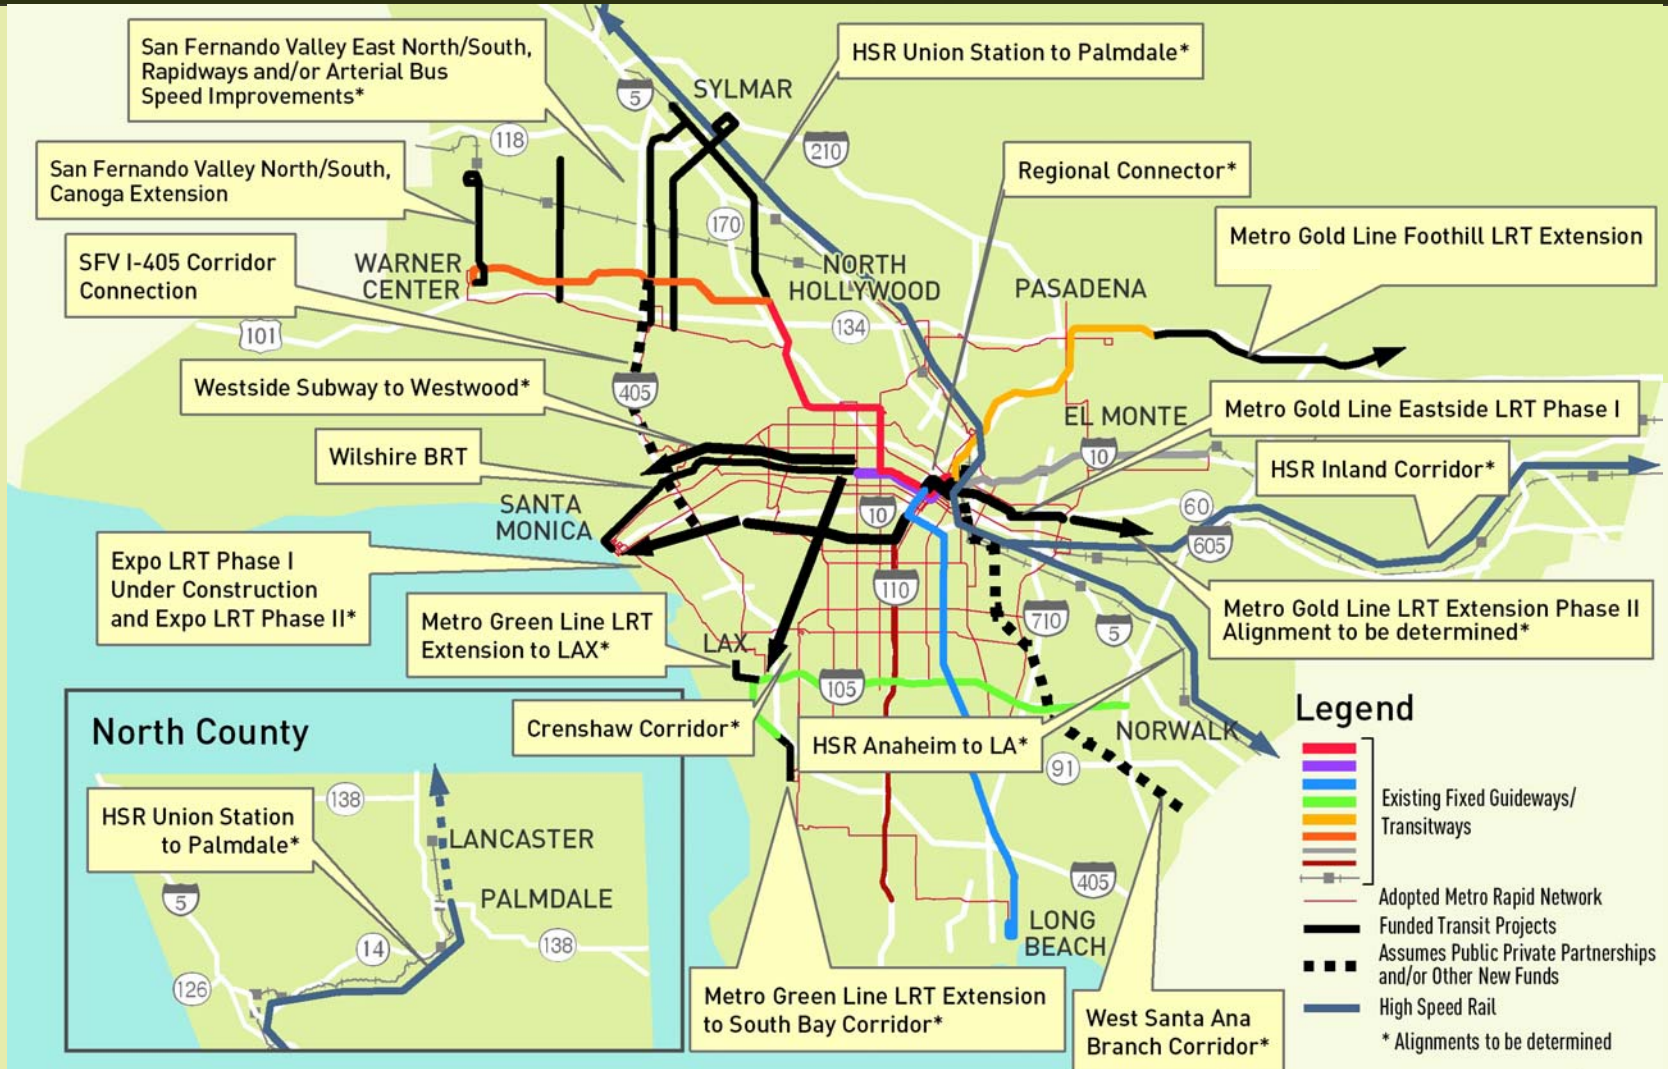 San Fernando Valley East North/South,
Rapidways and/or Arterial Bus
Speed Improvements*
HSR Union Station to Palmdale*
SYLMAR
5
118
210
San Fernando Valley North/South,
Canoga Extension
Regional Connector*
170
Metro Gold Line Foothill LRT Extension
SFV I-405 Corridor
Connection
WARNER
CENTER
NORTH
HOLLYWOOD
PASADENA
101
134
Westside Subway to Westwood*
405
Metro Gold Line Eastside LRT Phase I
EL MONTE
10
Wilshire BRT
HSR Inland Corridor*
SANTA
MONICA
10
60
605
Expo LRT Phase I
Under Construction
and Expo LRT Phase II*
110
Metro Green Line LRT
Extension to LAX*
710
5
Metro Gold Line LRT Extension Phase II
Alignment to be determined*
LAX
105
Crenshaw Corridor*
HSR Anaheim to LA*
NORWALK
91
405
LONG
BEACH
Metro Green Line LRT Extension
to South Bay Corridor*
West Santa Ana
Branch Corridor*
North County
138
HSR Union Station
to Palmdale*
LANCASTER
5
PALMDALE
14
138
126
Legend
Existing Fixed Guideways/
Transitways
Adopted Metro Rapid Network
Funded Transit Projects
Assumes Public Private Partnerships
and/or Other New Funds
High Speed Rail
* Alignments to be determined